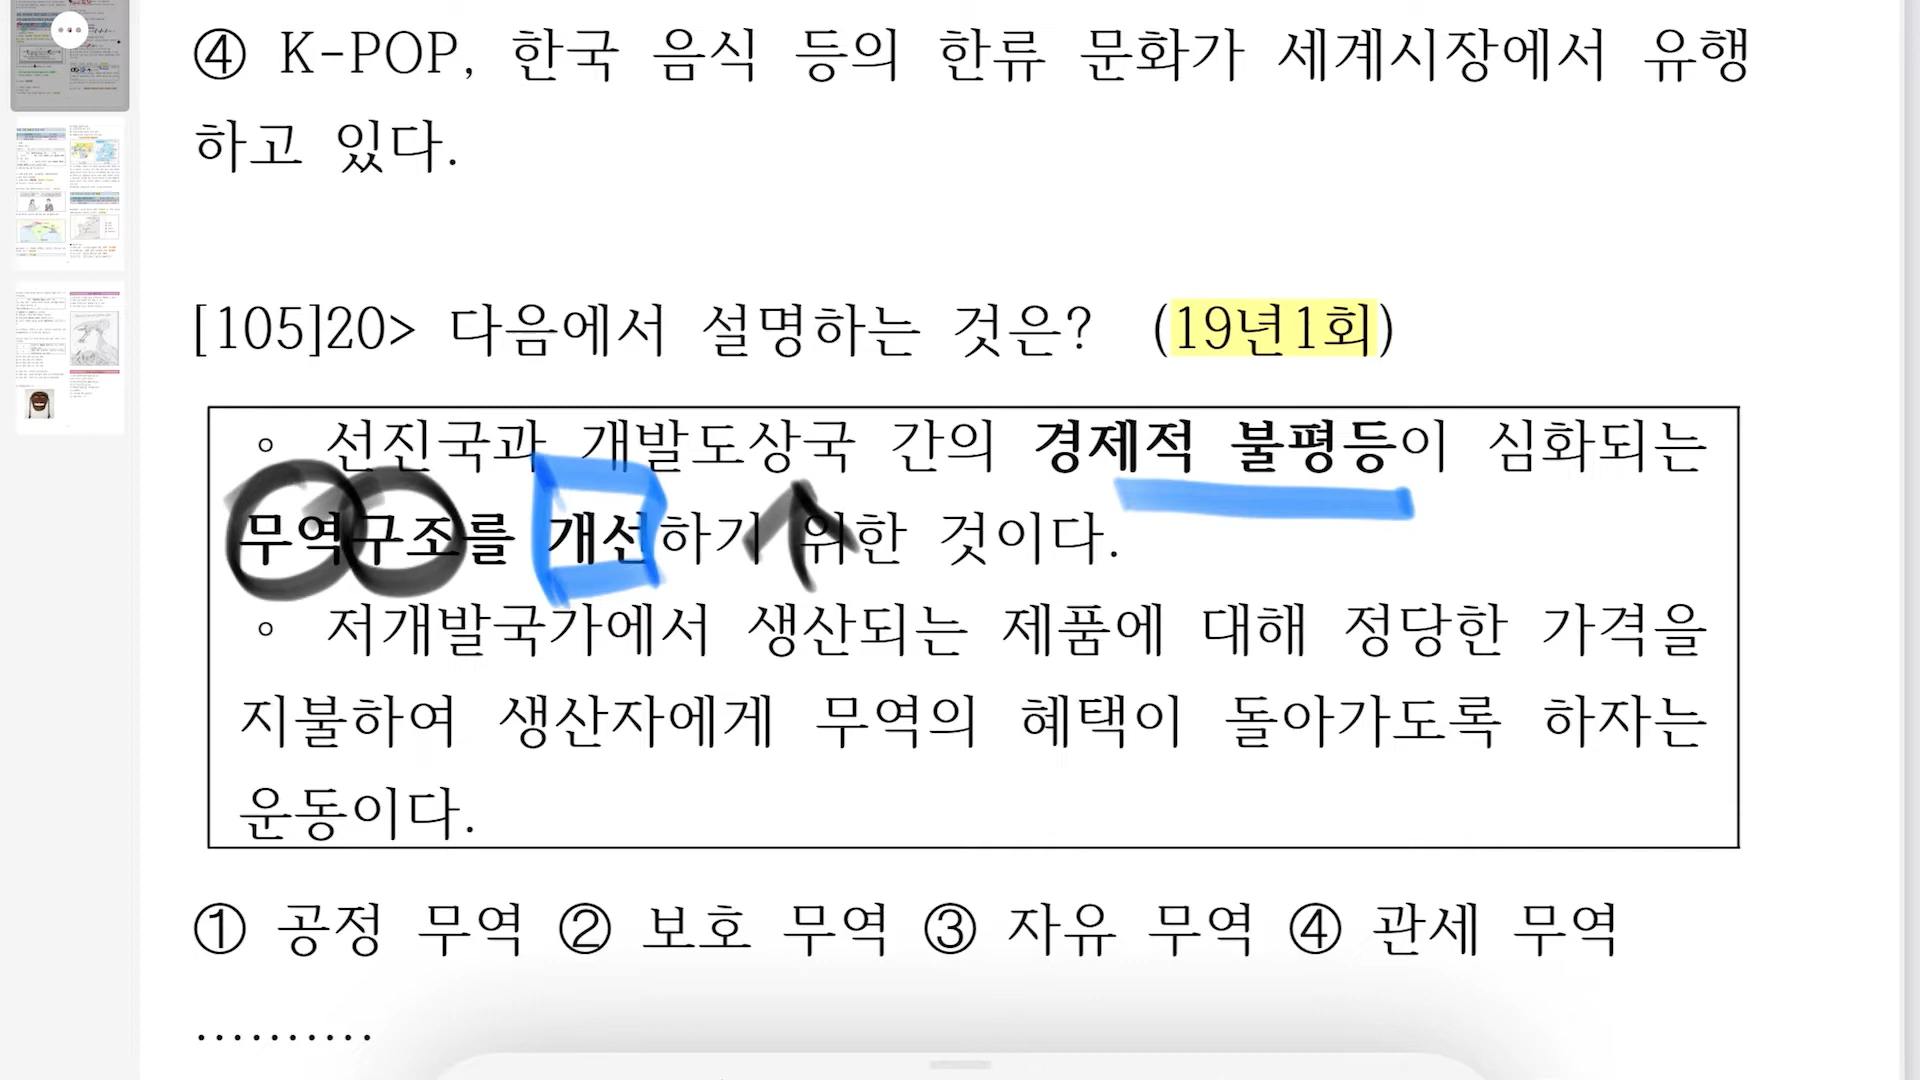 ④ K-POP, 한국 음식 등의 한류 문화가 세계시장에서 유행
하고 있다.
[105]20> 다음에서 설명하는 것은? (19년1회)
◦ 선진국과 개발도상국 간의 경제적 불평등이 심화되는
무역구조를 개선하기 위한 것이다.
◦ 저개발국가에서 생산되는 제품에 대해 정당한 가격을
지불하여 생산자에게 무역의 혜택이 돌아가도록 하자는
운동이다.
① 공정 무역 ② 보호 무역 ③ 자유 무역 ④ 관세 무역
..........